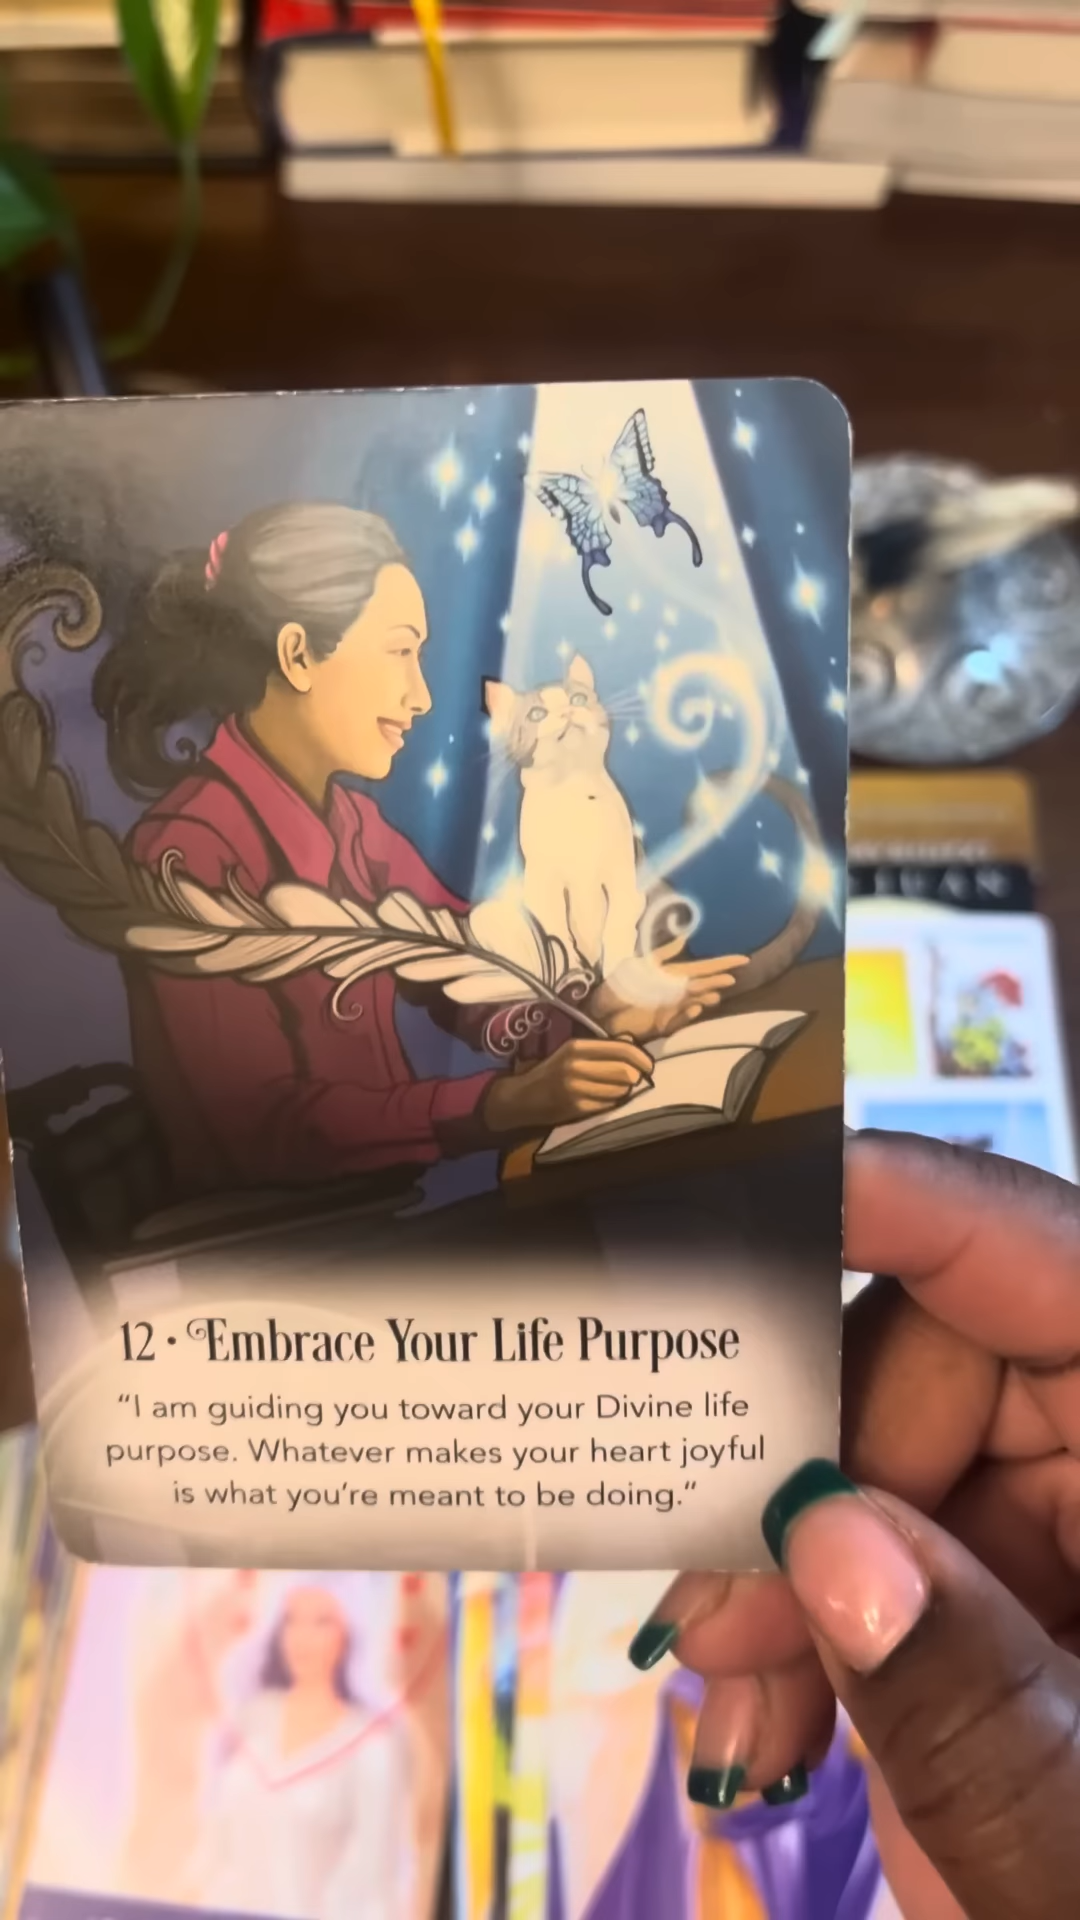 12 · Embrace Your Life Purpose
“I am guiding you toward your Divine life
purpose. Whatever makes your heart joyful
is what you’re meant to be doing.”